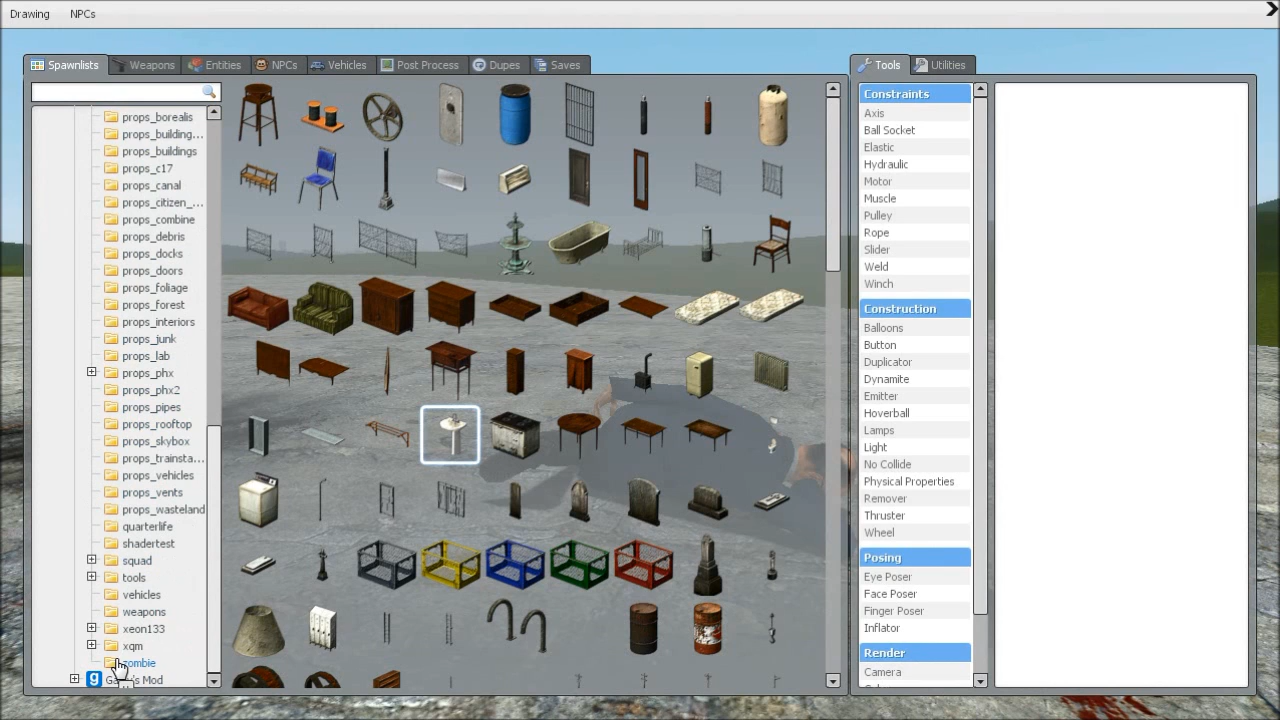 Drawing NPCs
Spawnlists Weapons Entities NPCs Vehicles Post Process Dupes Saves
props_borealis
props_building...
props_buildings
props_c17
props_canal
props_citizen_...
props_combine
props_debris
props_docks
props_doors
props_foliage
props_forest
props_interiors
props_junk
props_lab
props_phx
props_phx2
props_pipes
props_rooftop
props_skybox
props_trainsta...
props_vehicles
props_vents
props_wasteland
quarterlife
shadertest
squad
tools
vehicles
weapons
xeon133
xqm
Mod
Tools Utilities
Constraints
Axis
Ball Socket
Elastic
Hydraulic
Motor
Muscle
Pulley
Rope
Slider
Weld
Winch
Construction
Balloons
Button
Duplicator
Dynamite
Emitter
Hoverball
Lamps
Light
No Collide
Physical Properties
Remover
Thruster
Wheel
Posing
Eye Poser
Face Poser
Finger Poser
Inflator
Render
Camera